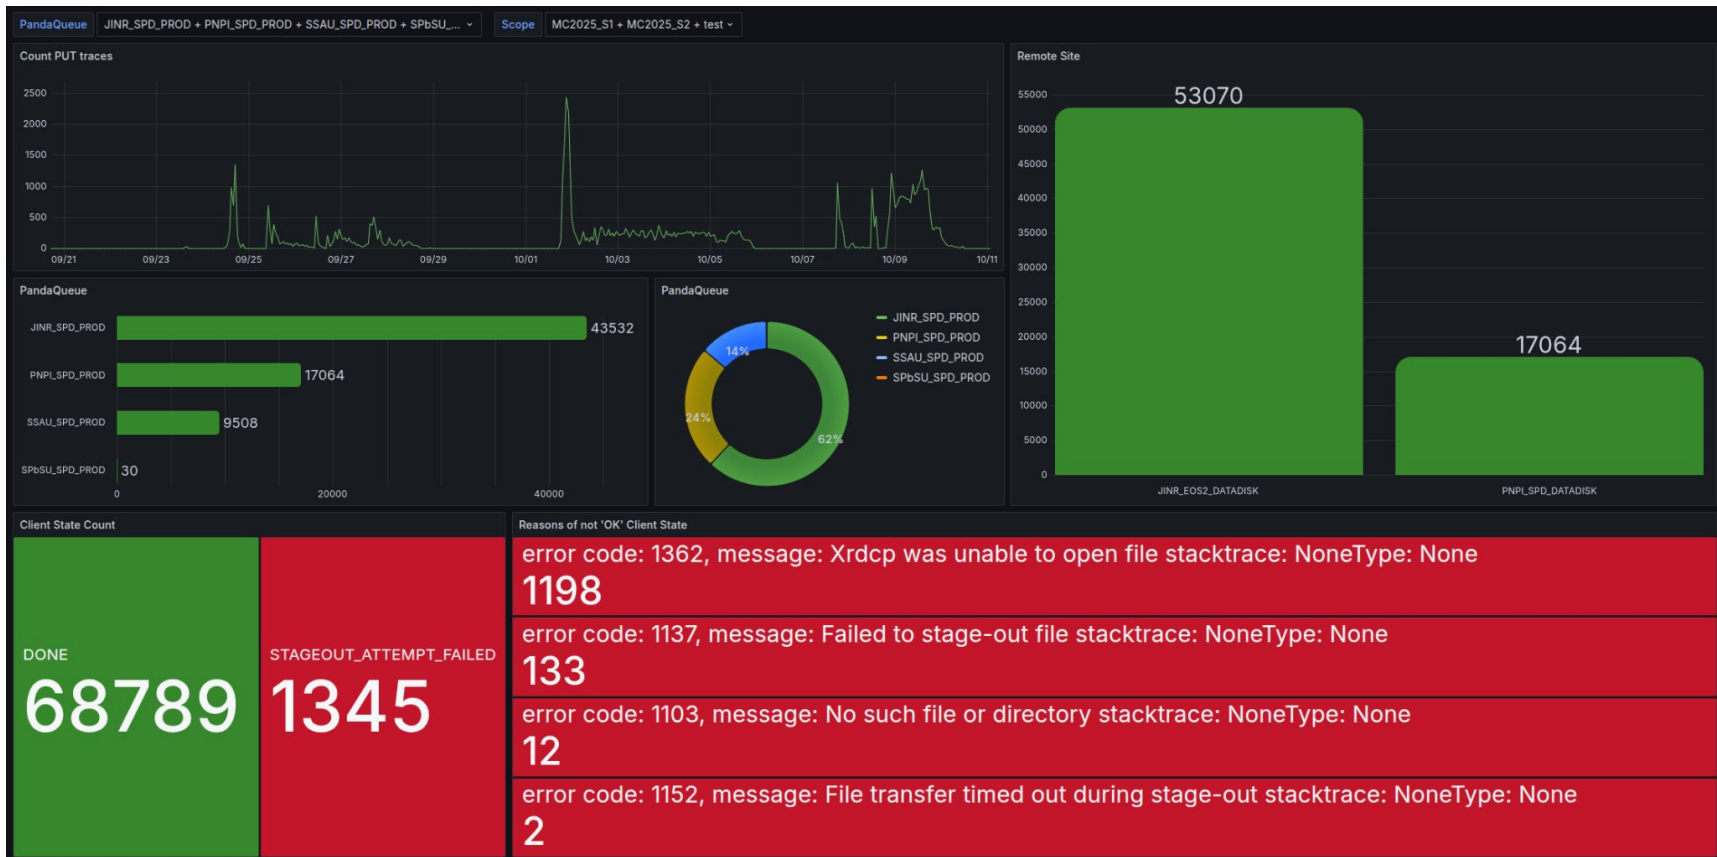 PandaQueue JINR_SPD_PROD + PNPI_SPD_PROD + SSAU_SPD_PROD + SPbSU_... Scope MC2025_S1 + MC2025_S2 + test
Count PUT traces
2500
2000
1500
1000
500
0
09/21 09/23 09/25 09/27 09/29 10/01 10/03 10/05 10/07 10/09 10/11
Remote Site
55000
50000
45000
40000
35000
30000
25000
20000
15000
10000
5000
0
53070
17064
JINR_EOS2_DATADISK PNPI_SPD_DATADISK
PandaQueue
JINR_SPD_PROD 43532
PNPI_SPD_PROD 17064
SSAU_SPD_PROD 9508
SPbSU_SPD_PROD 30
0 20000 40000
PandaQueue
14%
24%
62%
JINR_SPD_PROD
PNPI_SPD_PROD
SSAU_SPD_PROD
SPbSU_SPD_PROD
Client State Count
DONE
68789
STAGEOUT_ATTEMPT_FAILED
1345
Reasons of not 'OK' Client State
error code: 1362, message: Xrdcp was unable to open file stacktrace: NoneType: None
1198
error code: 1137, message: Failed to stage-out file stacktrace: NoneType: None
133
error code: 1103, message: No such file or directory stacktrace: NoneType: None
12
error code: 1152, message: File transfer timed out during stage-out stacktrace: NoneType: None
2